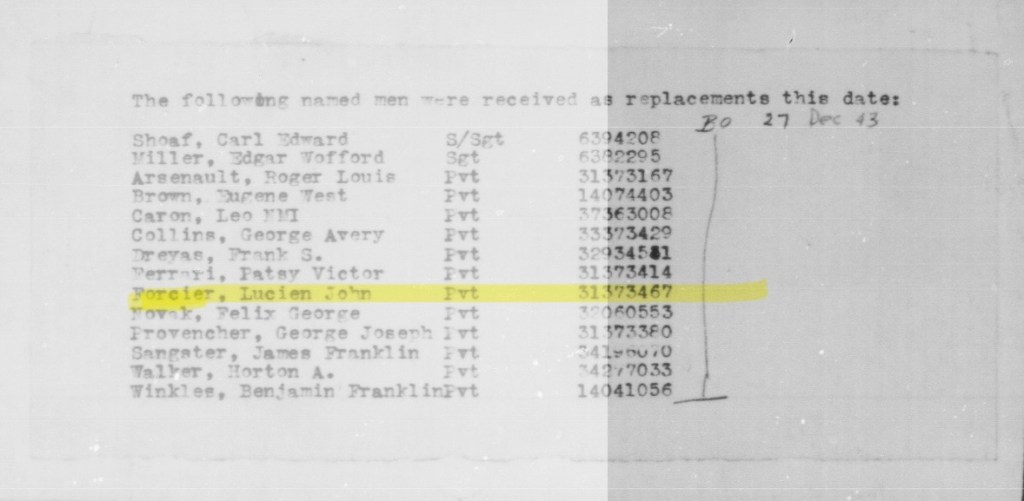 The following named men were received as replacements this date:
Bo 27 Dec 43
Shoaf, Carl Edward S/Sgt 6394208
Miller, Edgar Wofford Sgt 6382295
Arsenault, Roger Louis Pvt 31373167
Brown, Eugene West Pvt 14074403
Caron, Leo NMI Pvt 37363008
Collins, George Avery Pvt 33373429
Dreyas, Frank S. Pvt
Ferrari, Patsy Victor Pvt 31373414
Forcier, Lucien John Pvt 31373467
Novak, Felix George Pvt 32060553
Provencher, George Joseph Pvt 31373380
Sangster, James Franklin Pvt
Walker, Horton A. Pvt 34277033
Winkles, Benjamin Franklin Pvt 14041056